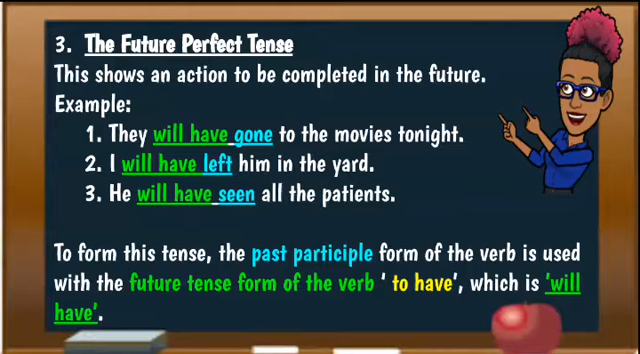 3. The Future Perfect Tense
This shows an action to be completed in the future.
Example:
1. They will have gone to the movies tonight.
2. I will have left him in the yard.
3. He will have seen all the patients.
To form this tense, the past participle form of the verb is used
with the future tense form of the verb ‘ to have’, which is ‘will
have’.